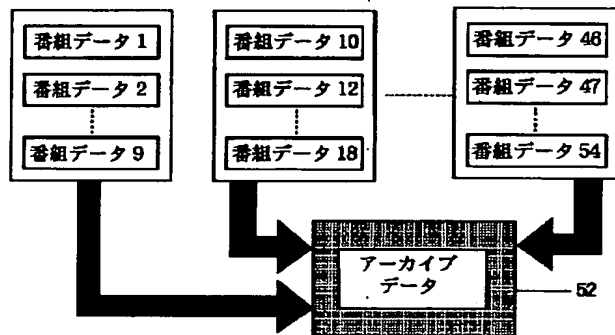 番組データ 1
番組データ 2
番組データ 9
番組データ 10
番組データ 12
番組データ 18
番組データ 46
番組データ 47
番組データ 54
アーカイブ
データ
52